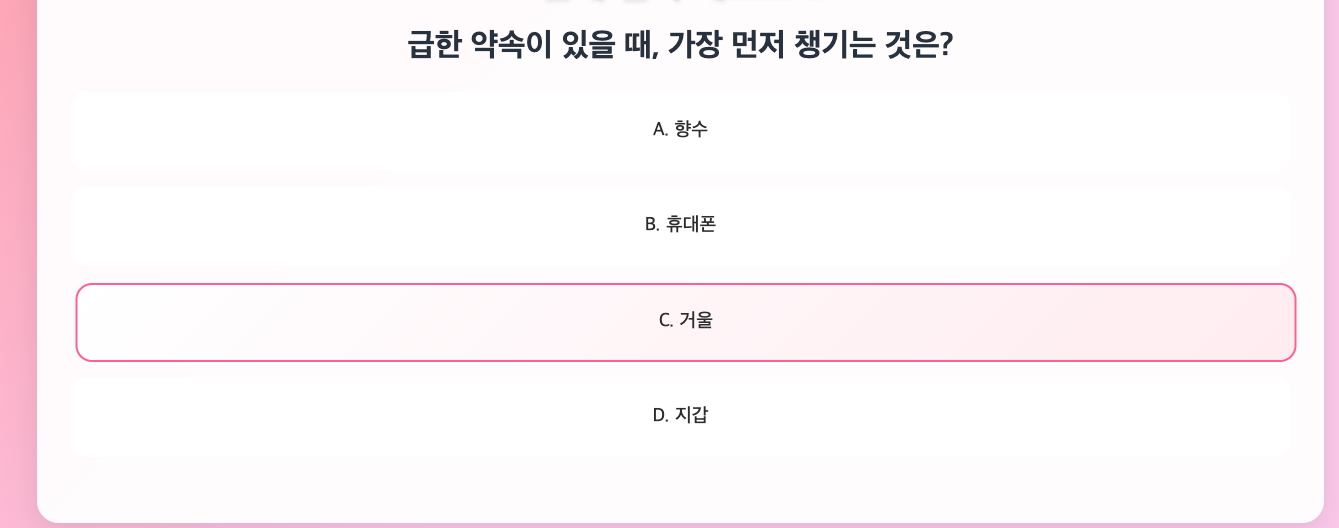 급한 약속이 있을 때, 가장 먼저 챙기는 것은?
A. 향수
B. 휴대폰
C. 거울
D. 지갑